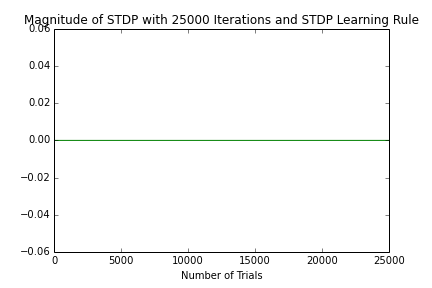 Magnitude of STDP with 25000 Iterations and STDP Learning Rule
0.06
0.04
0.02
0.00
−0.02
−0.04
−0.06
0 5000 10000 15000 20000 25000
Number of Trials